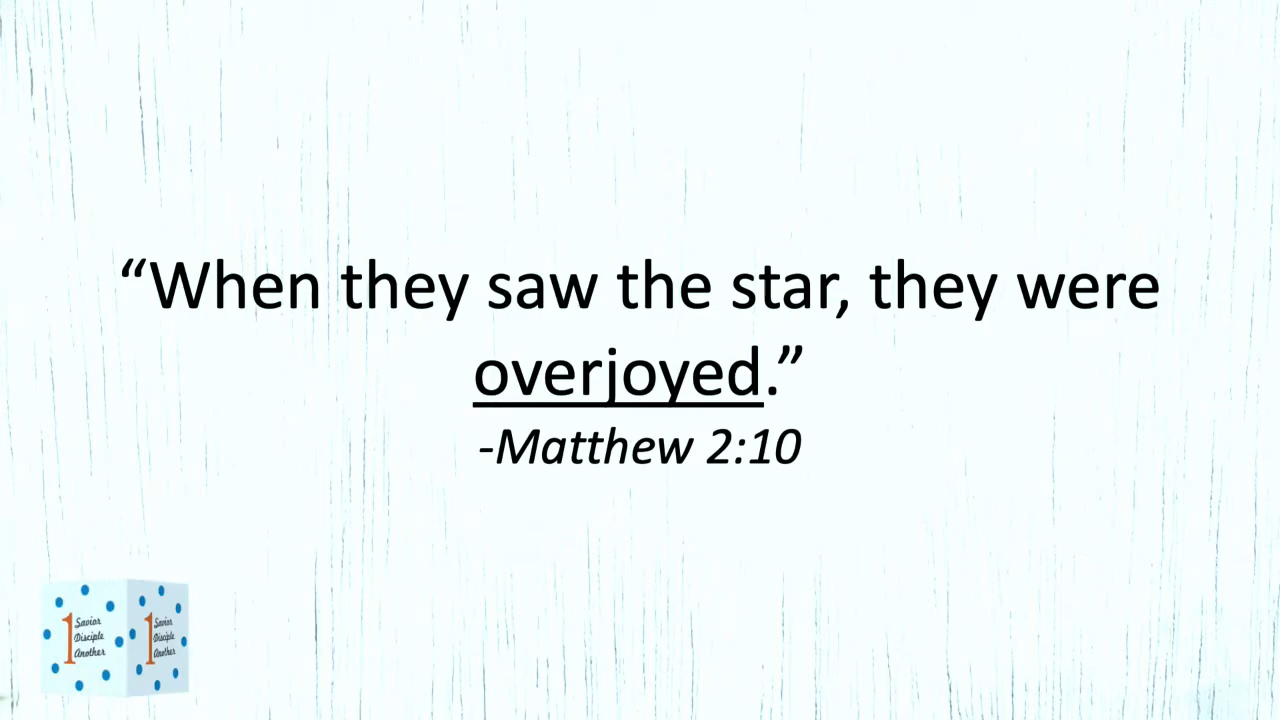 “When they saw the star, they were
overjoyed.”
-Matthew 2:10
1 Savior
Disciple
Another
1 Savior
Disciple
Another